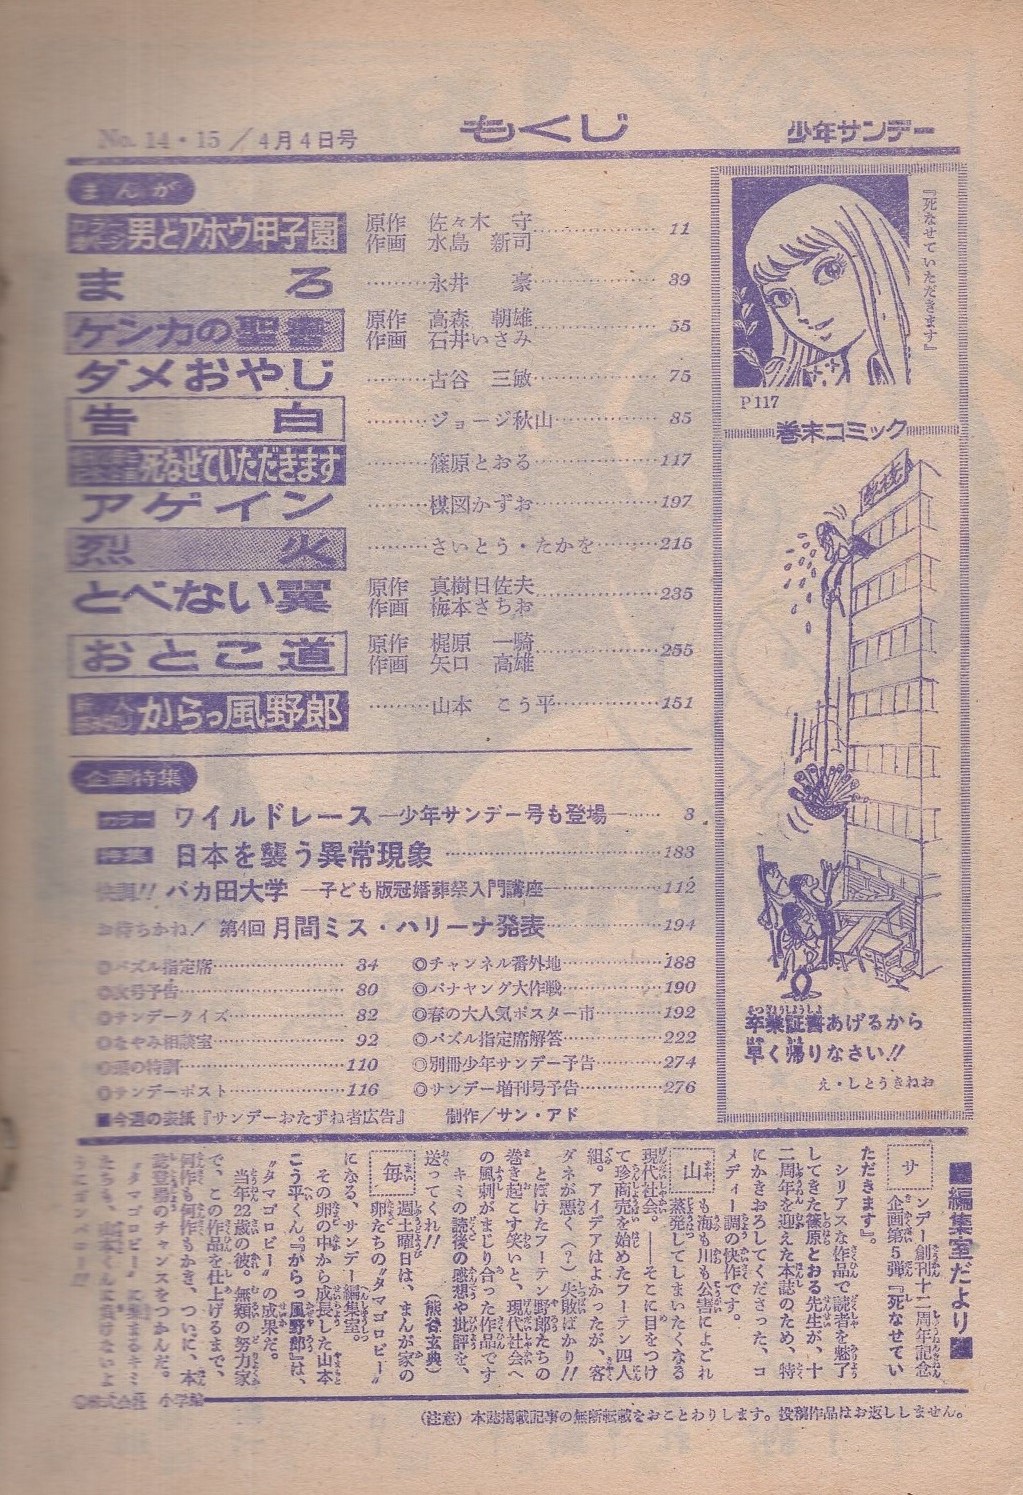 No. 14・15／4月4日号
もくじ
少年サンデー
まんが
男どアホウ甲子園 原作 佐々木 守 作画 水島 新司 11
まろ 永井 豪 39
ケンカの聖書 原作 高森 朝雄 作画 石井いさみ 55
ダメおやじ 古谷 三敏 75
告白 ジョージ秋山 85
死なせていただきます 篠原とおる 117
アゲイン 楳図かずお 197
烈火 さいとう・たかを 215
とべない翼 原作 真樹日佐夫 作画 梅本さちお 235
おとこ道 原作 梶原 一騎 作画 矢口 高雄 255
からっ風野郎 山本 こう平 151
企画特集
カラー ワイルドレース―少年サンデー号も登場― 3
特集 日本を襲う異常現象 183
快調!! バカ田大学 ―子ども版冠婚葬祭入門講座― 112
お待ちかね! 第4回 月間ミス・ハリーナ発表 194
◎パズル指定席 34
◎次号予告 80
◎サンデークイズ 82
◎なやみ相談室 92
◎頭の特訓 110
◎サンデーポスト 116
◎チャンネル番外地 188
◎バナヤング大作戦 190
◎春の大人気ポスター市 192
◎パズル指定席解答 222
◎別冊少年サンデー予告 274
◎サンデー増刊号予告 276
■今週の表紙『サンデーおたずね者広告』 制作／サン・アド
『死なせていただきます』
P117
巻末コミック
学校
卒業証書あげるから
早く帰りなさい!!
え・しとうきねお
■編集室だより■
サンデー創刊十二周年記念
企画第5弾『死なせてい
ただきます』。
シリアスな作品で読者を魅了
してきた篠原とおる先生が、十
二周年を迎えた本誌のため、特
にかきおろしてくださった、コ
メディー調の快作です。
山も海も川も公害によごれ
蒸発してしまいたくなる
現代社会。――そこに目をつけ
て珍商売を始めたフーテン四人
組。アイデアはよかったが、客
ダネが悪く(?)失敗ばかり!!
とぼけたフーテン野郎たちの
巻き起こす笑いと、現代社会へ
の風刺がまじり合った作品です
キミの読後の感想や批評を、
送ってくれ!! (熊谷玄典)
毎週土曜日は、まんが家の
卵たちの“タマゴロピー”
になる、サンデー編集室。
その卵の中から成長した山本
こう平くん。『からっ風野郎』は、
“タマゴロピー”の成果だ。
当年22歳の彼。無類の努力家
で、この作品を仕上げるまで、
何作も何作もかき、ついに、本
誌登場のチャンスをつかんだ。
“タマゴロピー”に集まるキミ
たちも、山本くんに負けないよ
うにガンバレー!!
©株式会社 小学館
(注意) 本誌掲載記事の無断転載をおことわりします。投稿作品はお返ししません。